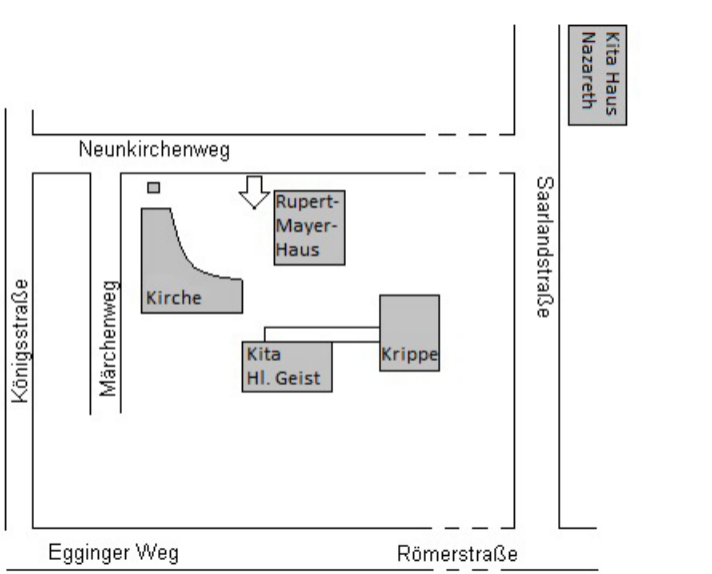 Kita Haus
Nazareth
Neunkirchenweg
Rupert-
Mayer-
Haus
Saarlandstraße
Kirche
Königsstraße
Märchenweg
Kita
Hl. Geist
Krippe
Egginger Weg
Römerstraße